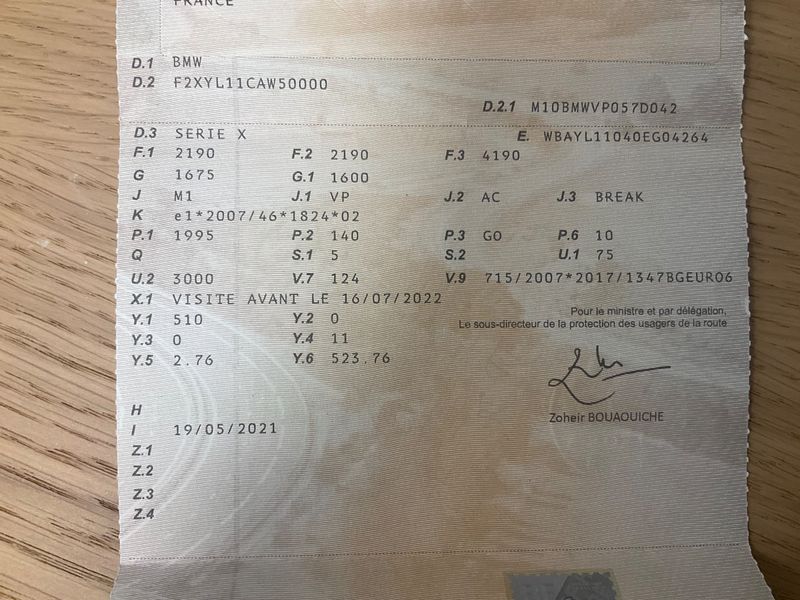 FRANCE
D.1 BMW
D.2 F2XYL11CAW50000
D.2.1 M10BMWVP057D042
D.3 SERIE X E. WBAYL11040EG04264
F.1 2190 F.2 2190 F.3 4190
G 1675 G.1 1600
J M1 J.1 VP J.2 AC J.3 BREAK
K e1*2007/46*1824*02
P.1 1995 P.2 140 P.3 GO P.6 10
Q S.1 5 S.2 U.1 75
U.2 3000 V.7 124 V.9 715/2007*2017/1347BGEURO6
X.1 VISITE AVANT LE 16/07/2022
Pour le ministre et par délégation,
Y.1 510 Y.2 0
Le sous-directeur de la protection des usagers de la route
Y.3 0 Y.4 11
Y.5 2.76 Y.6 523.76
H
Zoheir BOUAOUICHE
I 19/05/2021
Z.1
Z.2
Z.3
Z.4